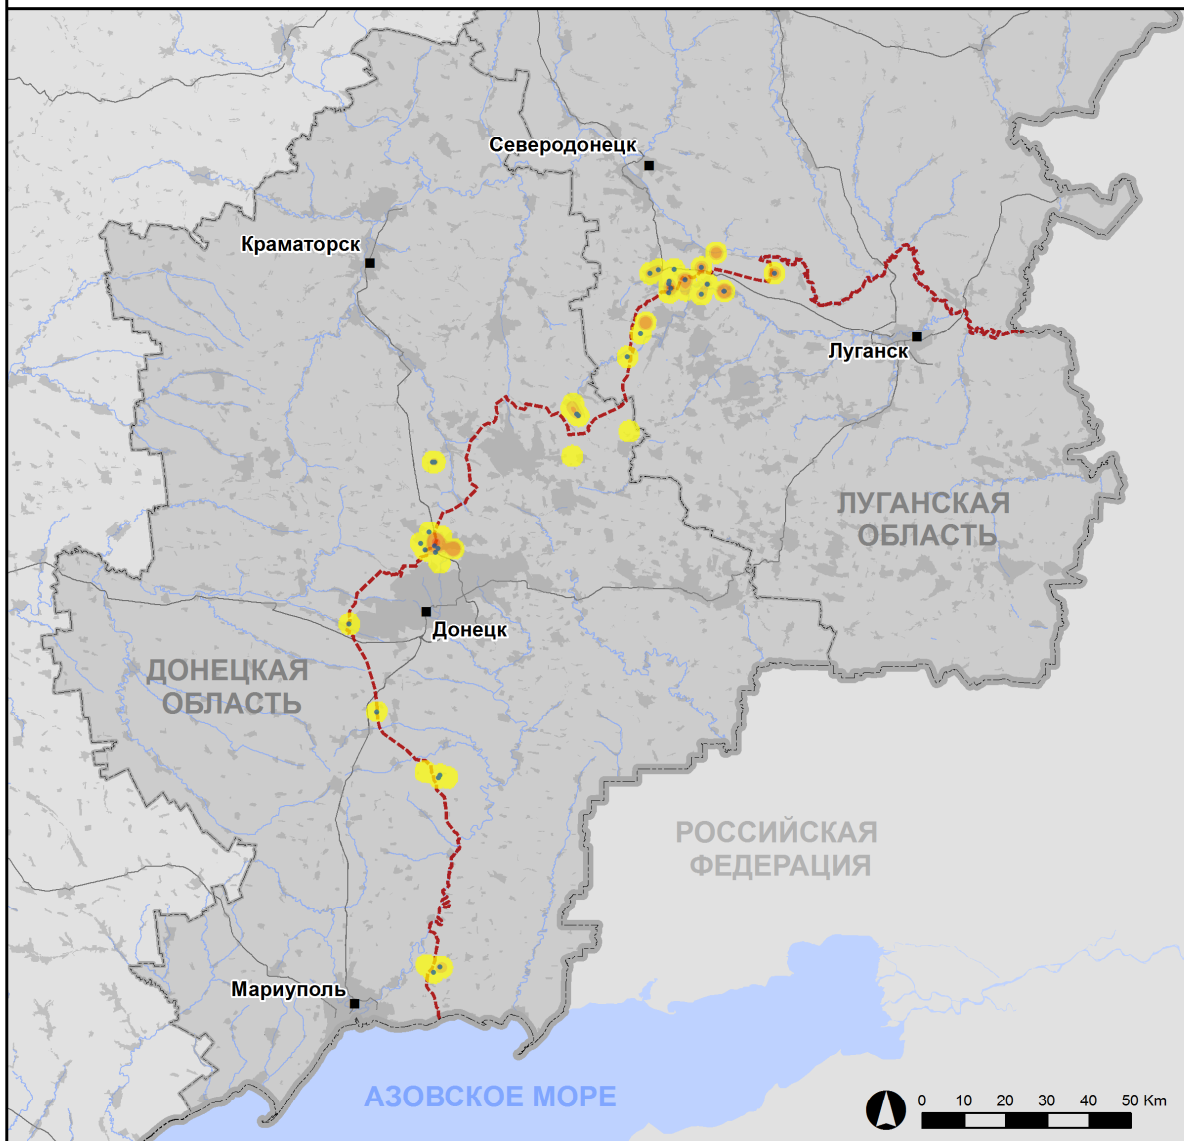 Северодонецк
Краматорск
Луганск
ЛУГАНСКАЯ
ОБЛАСТЬ
Донецк
ДОНЕЦКАЯ
ОБЛАСТЬ
РОССИЙСКАЯ
ФЕДЕРАЦИЯ
Мариуполь
АЗОВСКОЕ МОРЕ
0 10 20 30 40 50 Km